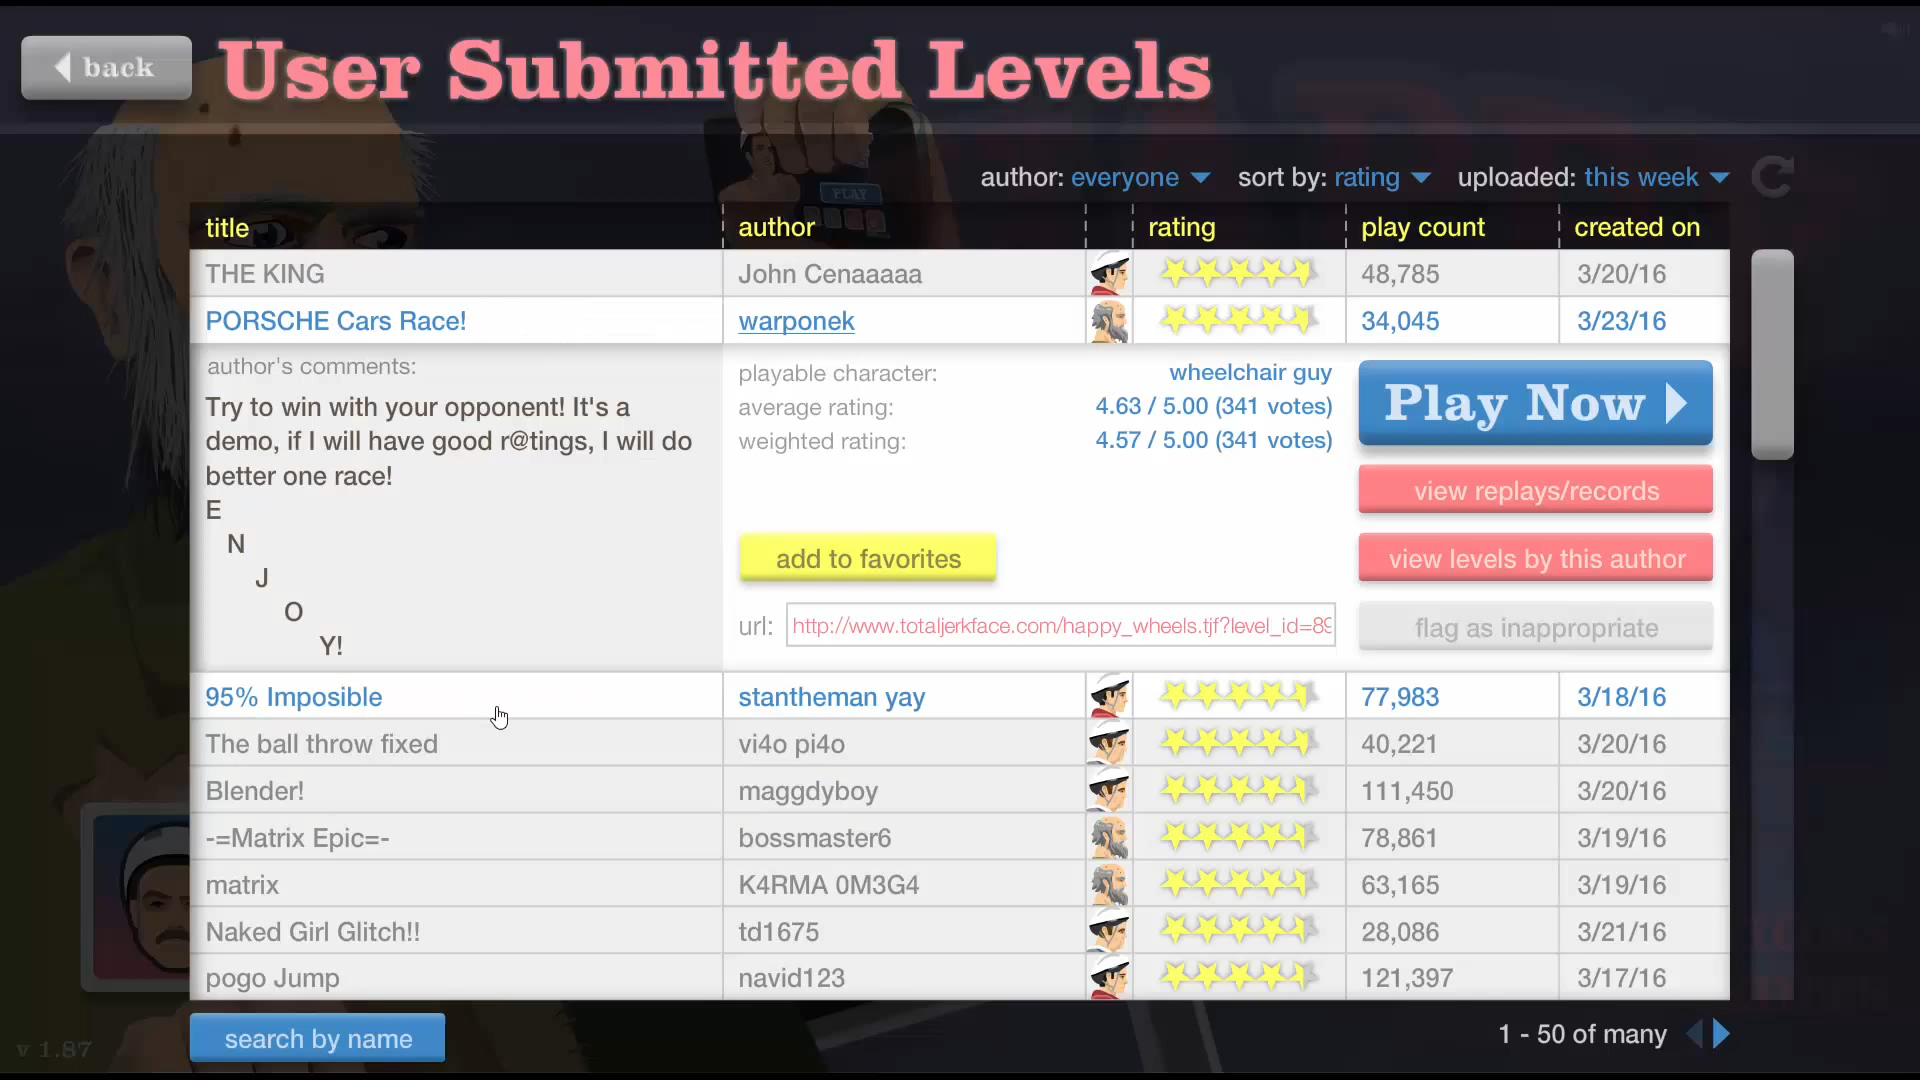 back
User Submitted Levels
PLAY
author: everyone sort by: rating uploaded: this week
title author rating play count created on
THE KING John Cenaaaaa 48,785 3/20/16
PORSCHE Cars Race! warponek 34,045 3/23/16
author's comments:
Try to win with your opponent! It's a
demo, if I will have good r@tings, I will do
better one race!
E
N
J
O
Y!
playable character: wheelchair guy
average rating: 4.63 / 5.00 (341 votes)
weighted rating: 4.57 / 5.00 (341 votes)
add to favorites
url: http://www.totaljerkface.com/happy_wheels.tjf?level_id=89
Play Now
view replays/records
view levels by this author
flag as inappropriate
95% Imposible stantheman yay 77,983 3/18/16
The ball throw fixed vi4o pi4o 40,221 3/20/16
Blender! maggdyboy 111,450 3/20/16
-=Matrix Epic=- bossmaster6 78,861 3/19/16
matrix K4RMA 0M3G4 63,165 3/19/16
Naked Girl Glitch!! td1675 28,086 3/21/16
pogo Jump navid123 121,397 3/17/16
v 1.87
search by name
1 - 50 of many